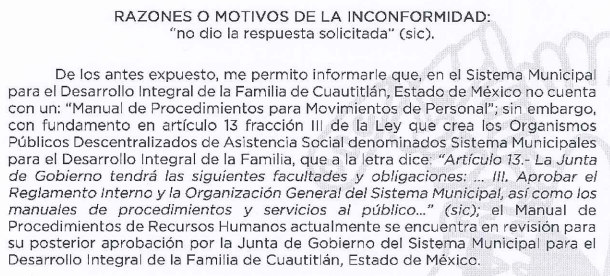 RAZONES O MOTIVOS DE LA INCONFORMIDAD:
"no dio la respuesta solicitada" (sic).
De los antes expuesto, me permito informarle que, en el Sistema Municipal
para el Desarrollo Integral de la Familia de Cuautitlán, Estado de México no cuenta
con un: "Manual de Procedimientos para Movimientos de Personal"; sin embargo,
con fundamento en artículo 13 fracción III de la Ley que crea los Organismos
Públicos Descentralizados de Asistencia Social denominados Sistema Municipales
para el Desarrollo Integral de la Familia, que a la letra dice: "Artículo 13.- La Junta
de Gobierno tendrá las siguientes facultades y obligaciones: ... III. Aprobar el
Reglamento Interno y la Organización General del Sistema Municipal, así como los
manuales de procedimientos y servicios al público..." (sic); el Manual de
Procedimientos de Recursos Humanos actualmente se encuentra en revisión para
su posterior aprobación por la Junta de Gobierno del Sistema Municipal para el
Desarrollo Integral de la Familia de Cuautitlán, Estado de México.